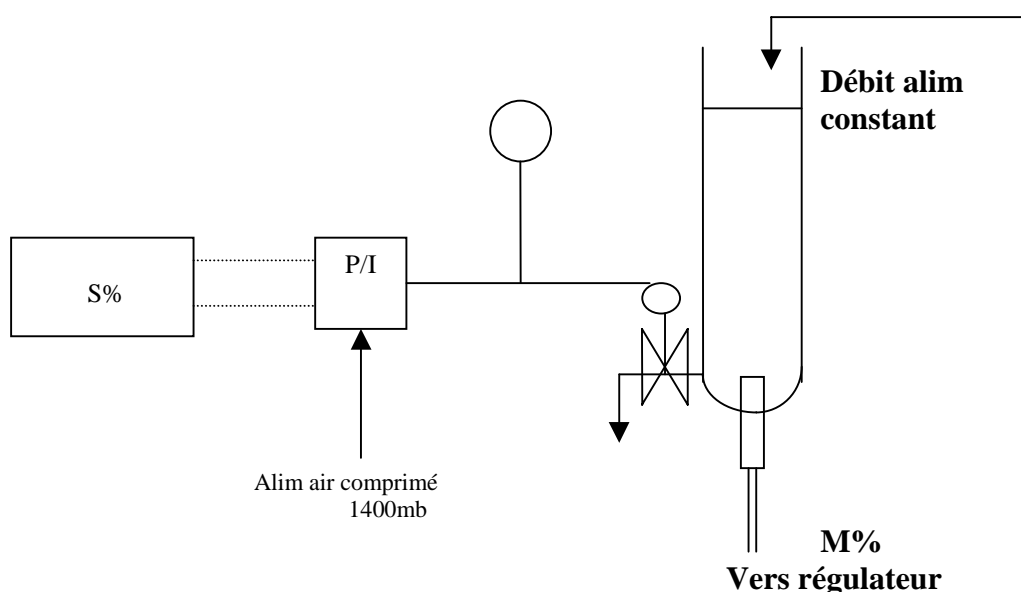 Débit alim
constant
P/I
S%
Alim air comprimé
1400mb
M%
Vers régulateur